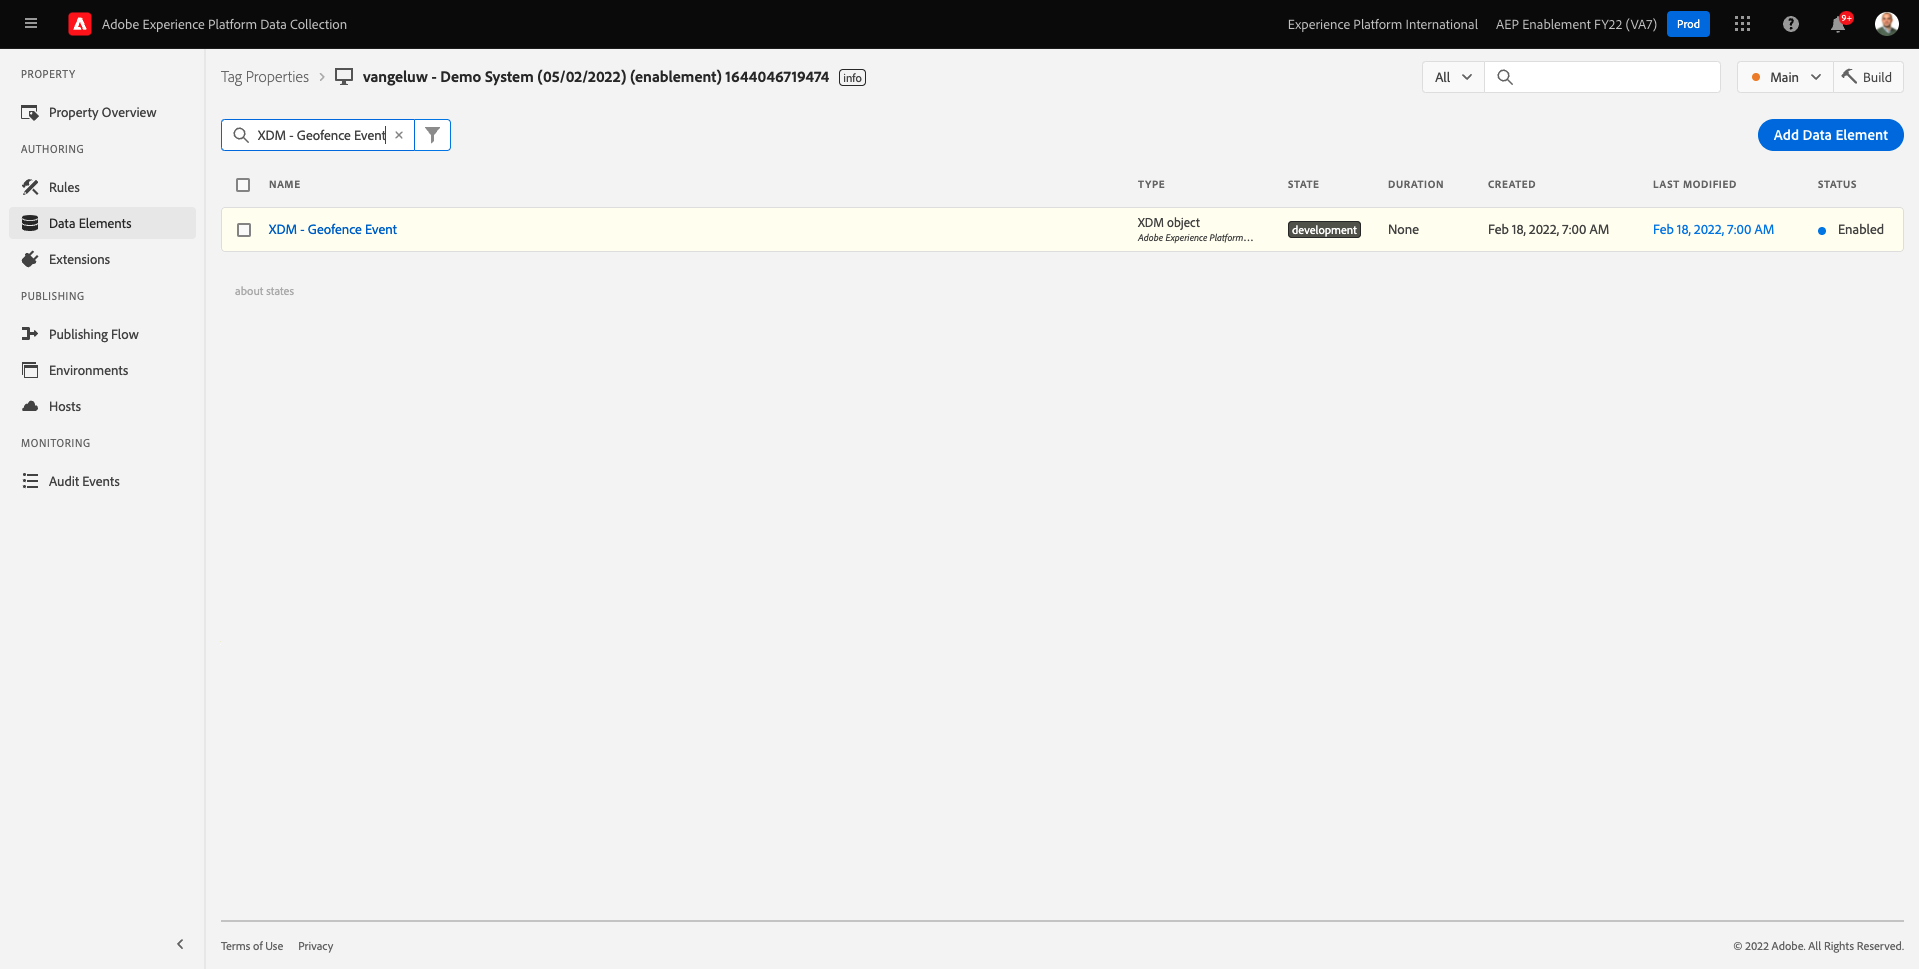 Adobe Experience Platform Data Collection
Experience Platform International
AEP Enablement FY22 (VA7)
Prod
9+
PROPERTY
Property Overview
AUTHORING
Rules
Data Elements
Extensions
PUBLISHING
Publishing Flow
Environments
Hosts
MONITORING
Audit Events
Tag Properties
vangeluw - Demo System (05/02/2022) (enablement) 1644046719474
info
All
Main
Build
XDM - Geofence Event
Add Data Element
NAME TYPE STATE DURATION CREATED LAST MODIFIED STATUS
XDM - Geofence Event
XDM object
Adobe Experience Platform...
development
None
Feb 18, 2022, 7:00 AM
Feb 18, 2022, 7:00 AM
Enabled
about states
Terms of Use
Privacy
© 2022 Adobe. All Rights Reserved.